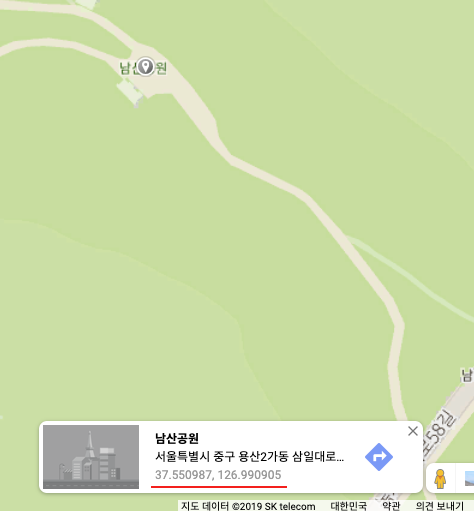 남산공원
남
로58길
남산공원
서울특별시 중구 용산2가동 삼일대로...
37.550987, 126.990905
지도 데이터 ©2019 SK telecom 대한민국 약관 의견 보내기